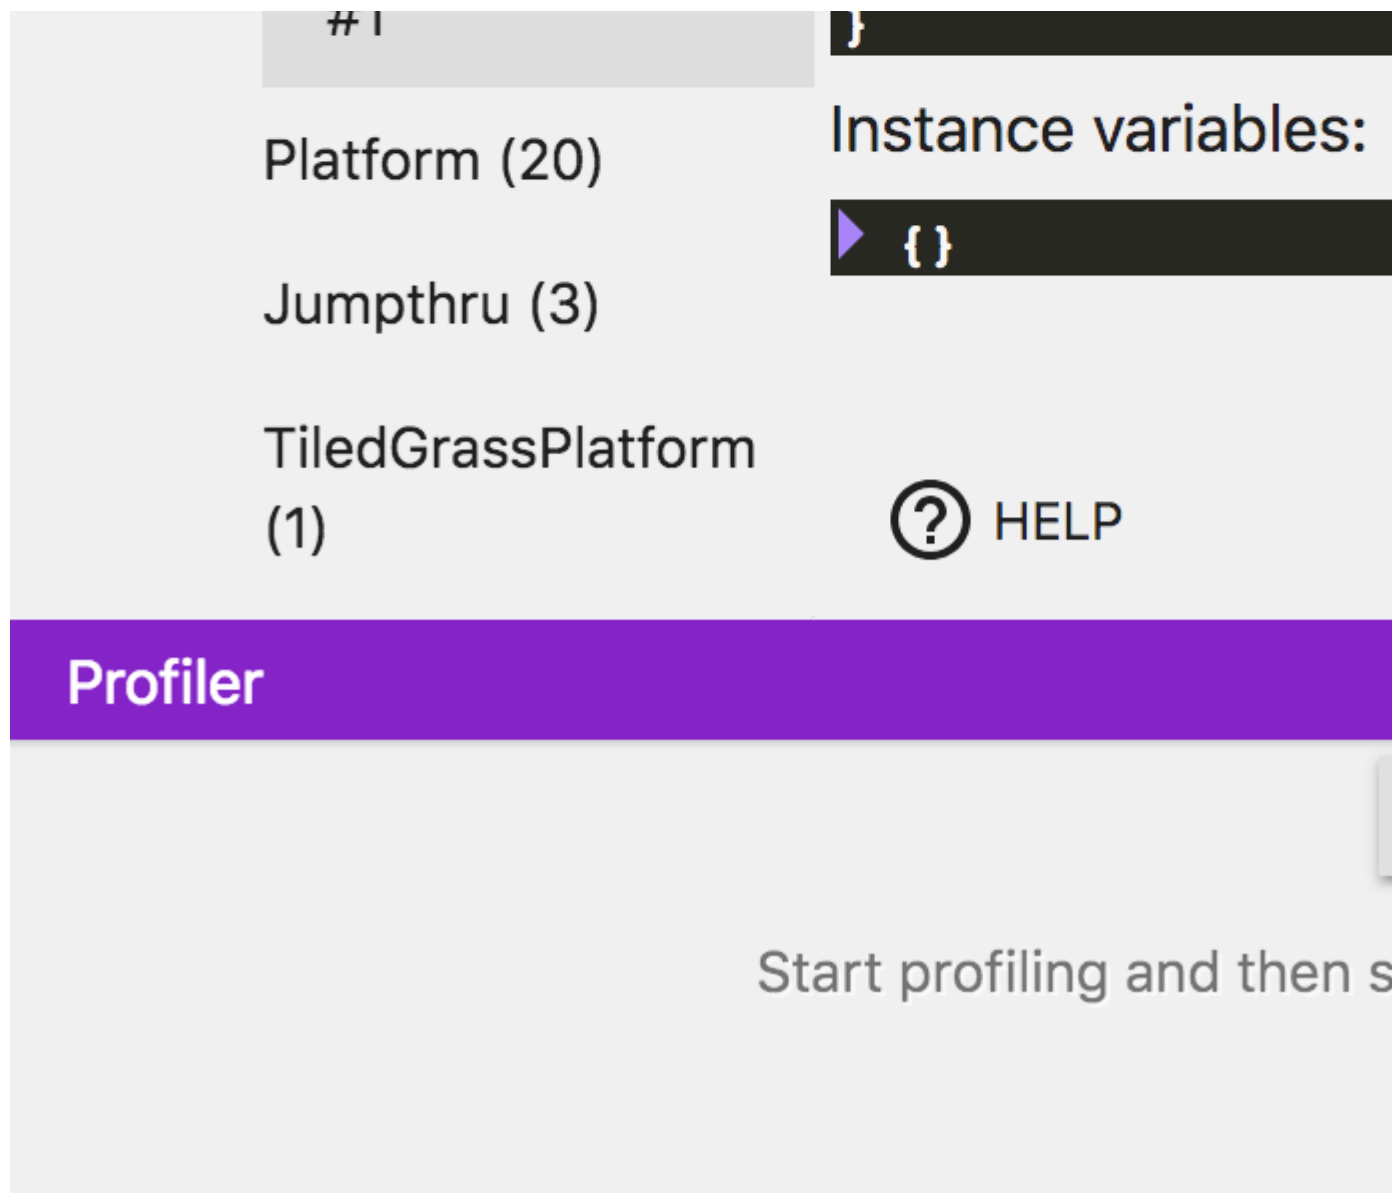 #1
}
Instance variables:
Platform (20)
{ }
Jumpthru (3)
TiledGrassPlatform
(1)
HELP
Profiler
Start profiling and then s